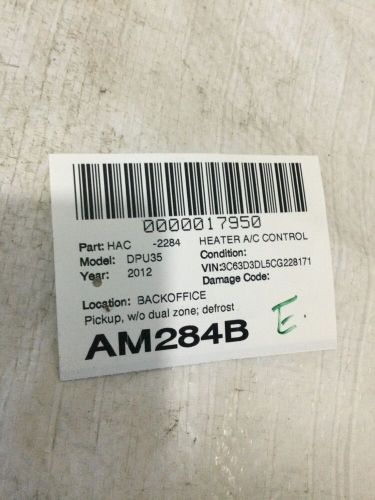 0000017950
Part: HAC -2284 HEATER A/C CONTROL
Model: DPU35 Condition:
Year: 2012 VIN:3C63D3DL5CG228171
Damage Code:
Location: BACKOFFICE
Pickup, w/o dual zone; defrost
AM284B E